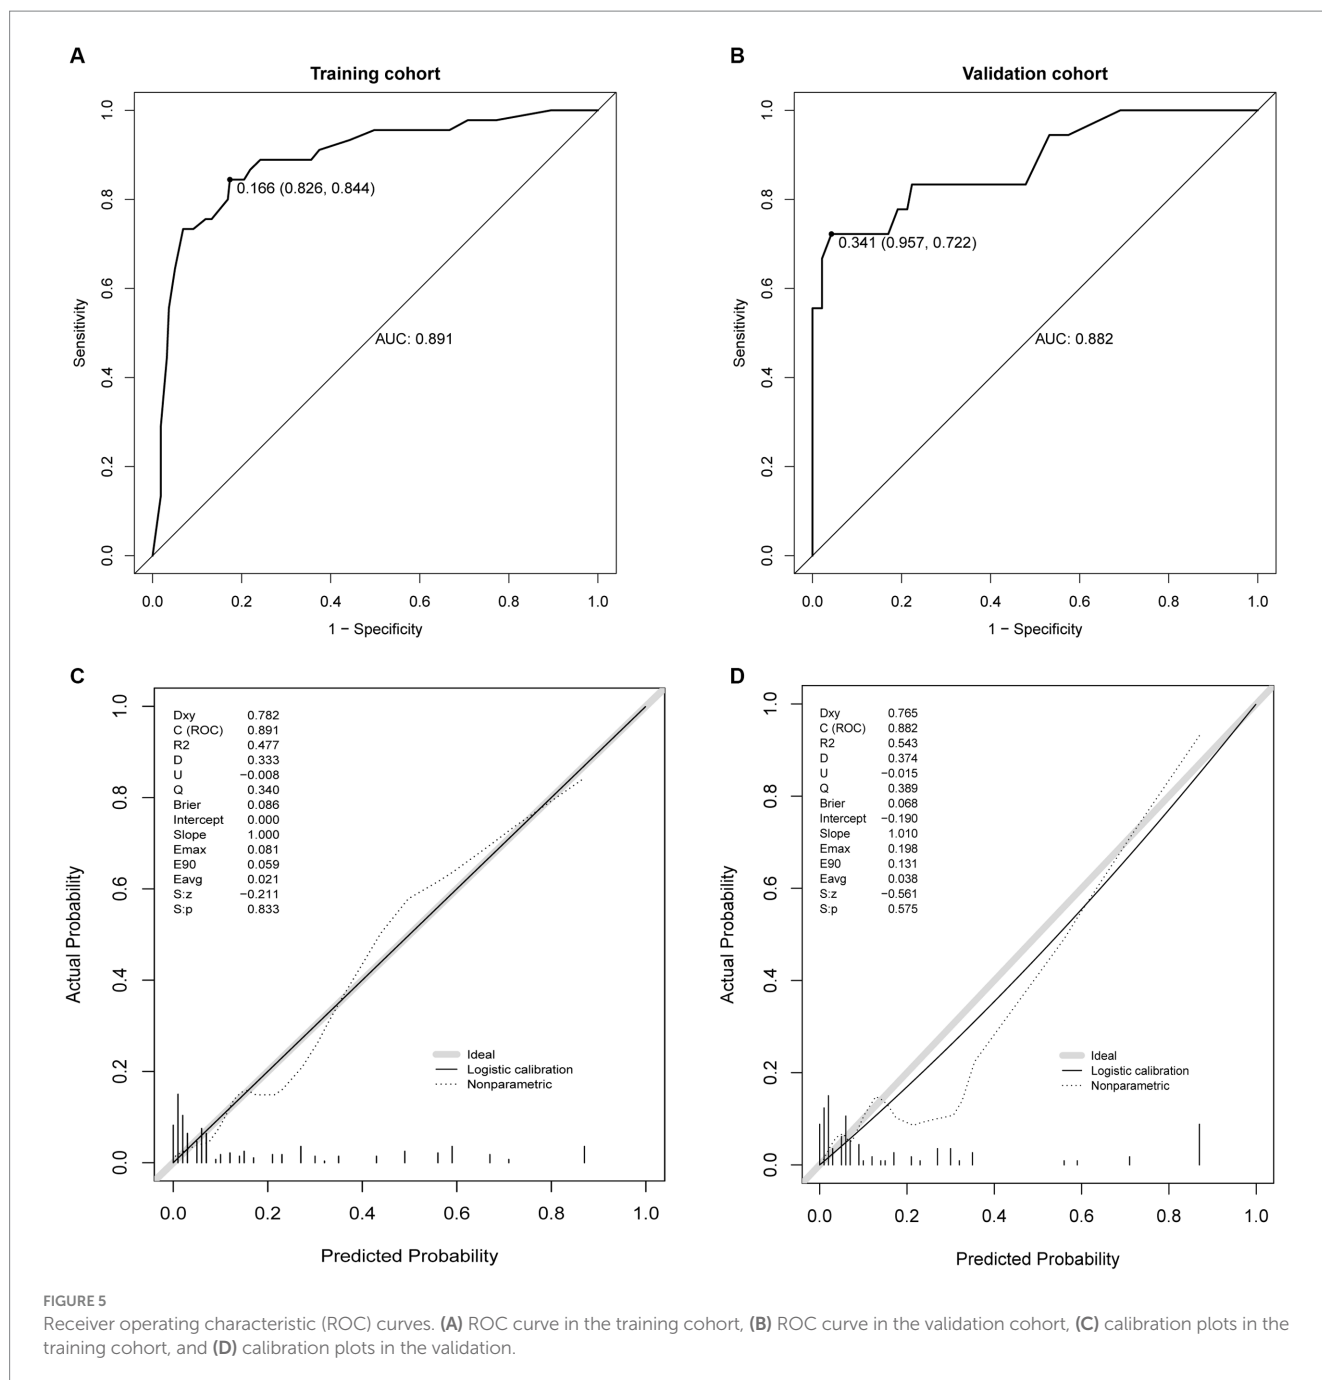 A
Training cohort
1.0
0.8
0.6
0.4
0.2
0.0
Sensitivity
0.166 (0.826, 0.844)
AUC: 0.891
0.0 0.2 0.4 0.6 0.8 1.0
1 − Specificity
B
Validation cohort
1.0
0.8
0.6
0.4
0.2
0.0
Sensitivity
0.341 (0.957, 0.722)
AUC: 0.882
0.0 0.2 0.4 0.6 0.8 1.0
1 − Specificity
C
1.0
0.8
0.6
0.4
0.2
0.0
Actual Probability
Dxy 0.782
C (ROC) 0.891
R2 0.477
D 0.333
U −0.008
Q 0.340
Brier 0.086
Intercept 0.000
Slope 1.000
Emax 0.081
E90 0.059
Eavg 0.021
S:z −0.211
S:p 0.833
Ideal
Logistic calibration
Nonparametric
0.0 0.2 0.4 0.6 0.8 1.0
Predicted Probability
D
1.0
0.8
0.6
0.4
0.2
0.0
Actual Probability
Dxy 0.765
C (ROC) 0.882
R2 0.543
D 0.374
U −0.015
Q 0.389
Brier 0.068
Intercept −0.190
Slope 1.010
Emax 0.198
E90 0.131
Eavg 0.038
S:z −0.561
S:p 0.575
Ideal
Logistic calibration
Nonparametric
0.0 0.2 0.4 0.6 0.8 1.0
Predicted Probability
FIGURE 5
Receiver operating characteristic (ROC) curves. (A) ROC curve in the training cohort, (B) ROC curve in the validation cohort, (C) calibration plots in the
training cohort, and (D) calibration plots in the validation.